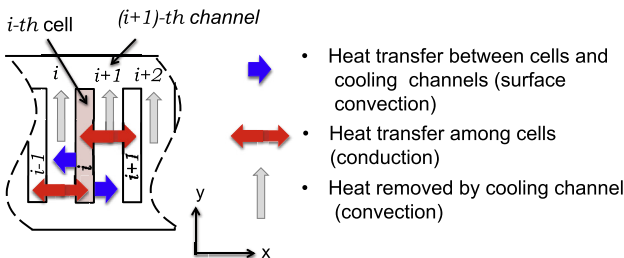 i-th cell
(i+1)-th channel
i
i+1
i+2
i-1
i
i+1
y
x
• Heat transfer between cells and
cooling channels (surface
convection)
• Heat transfer among cells
(conduction)
• Heat removed by cooling channel
(convection)